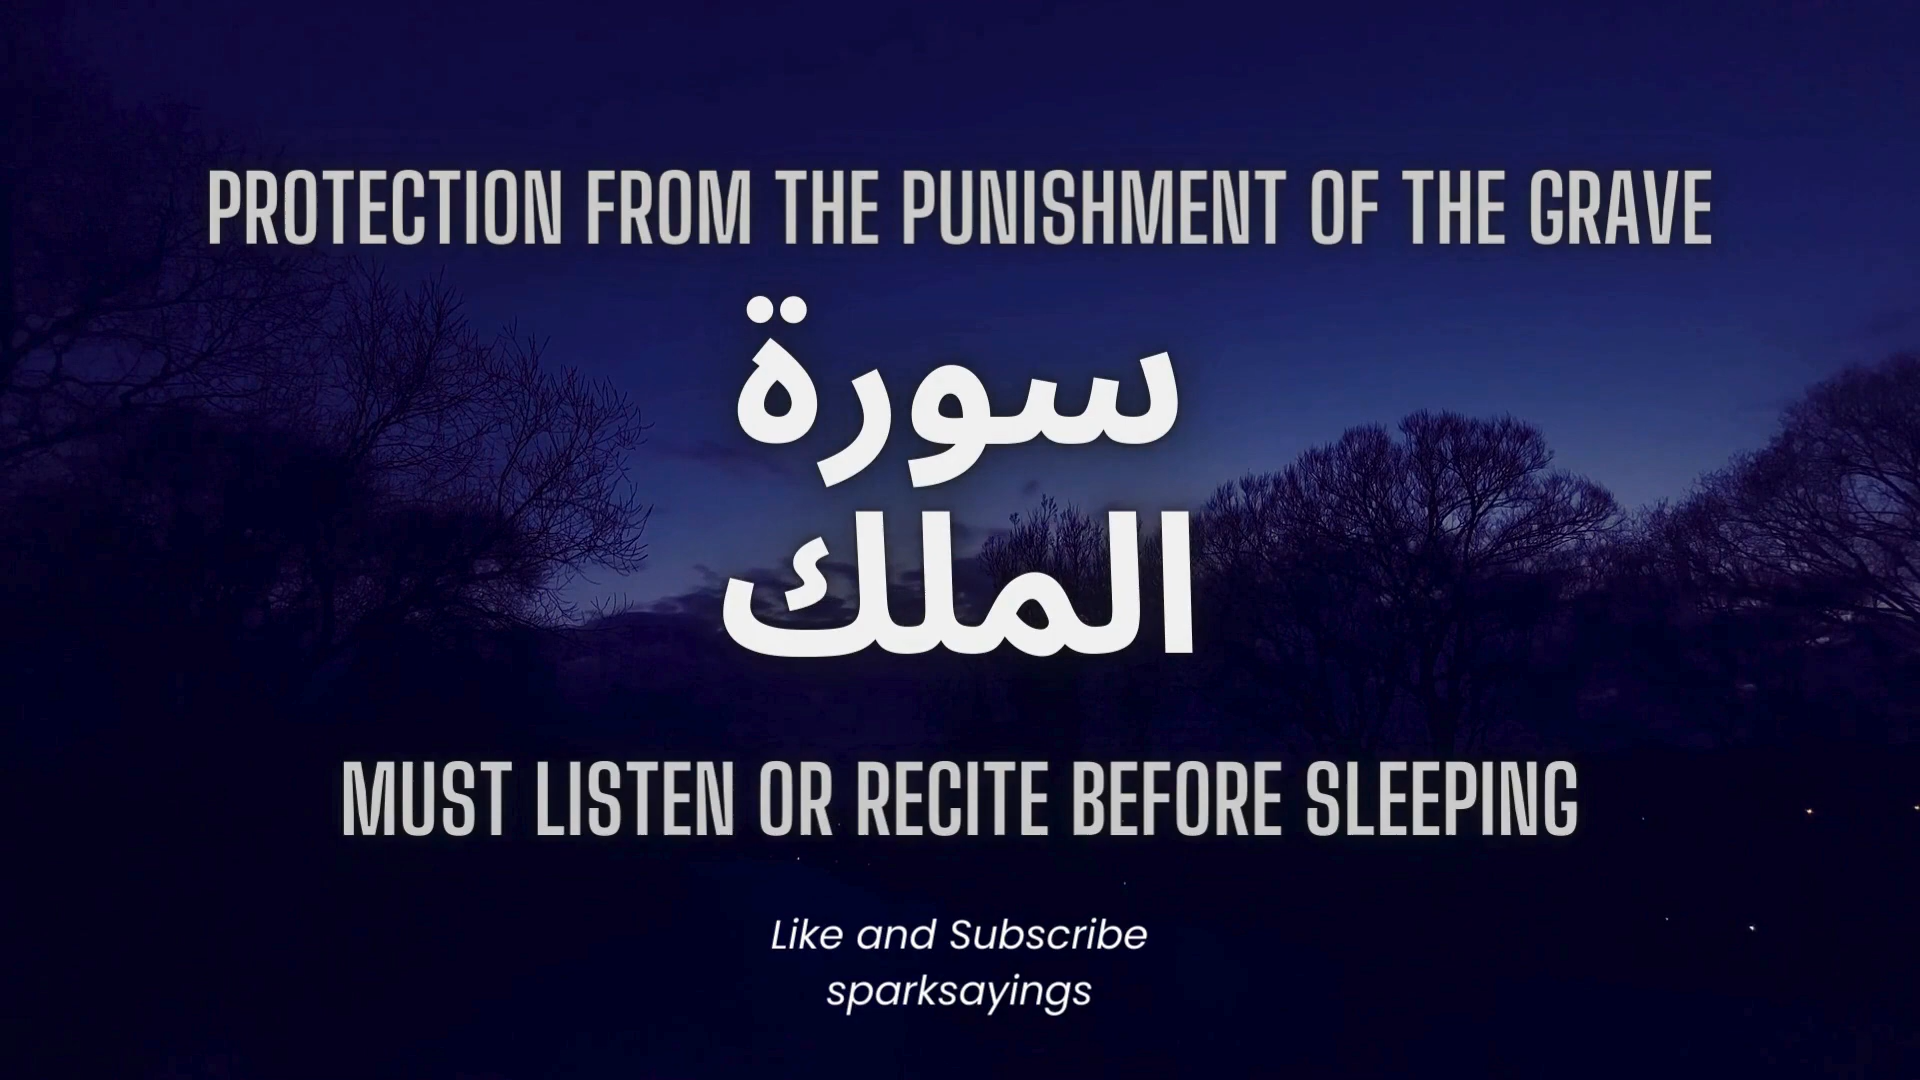 PROTECTION FROM THE PUNISHMENT OF THE GRAVE
سورة
الملك
MUST LISTEN OR RECITE BEFORE SLEEPING
Like and Subscribe
sparksayings